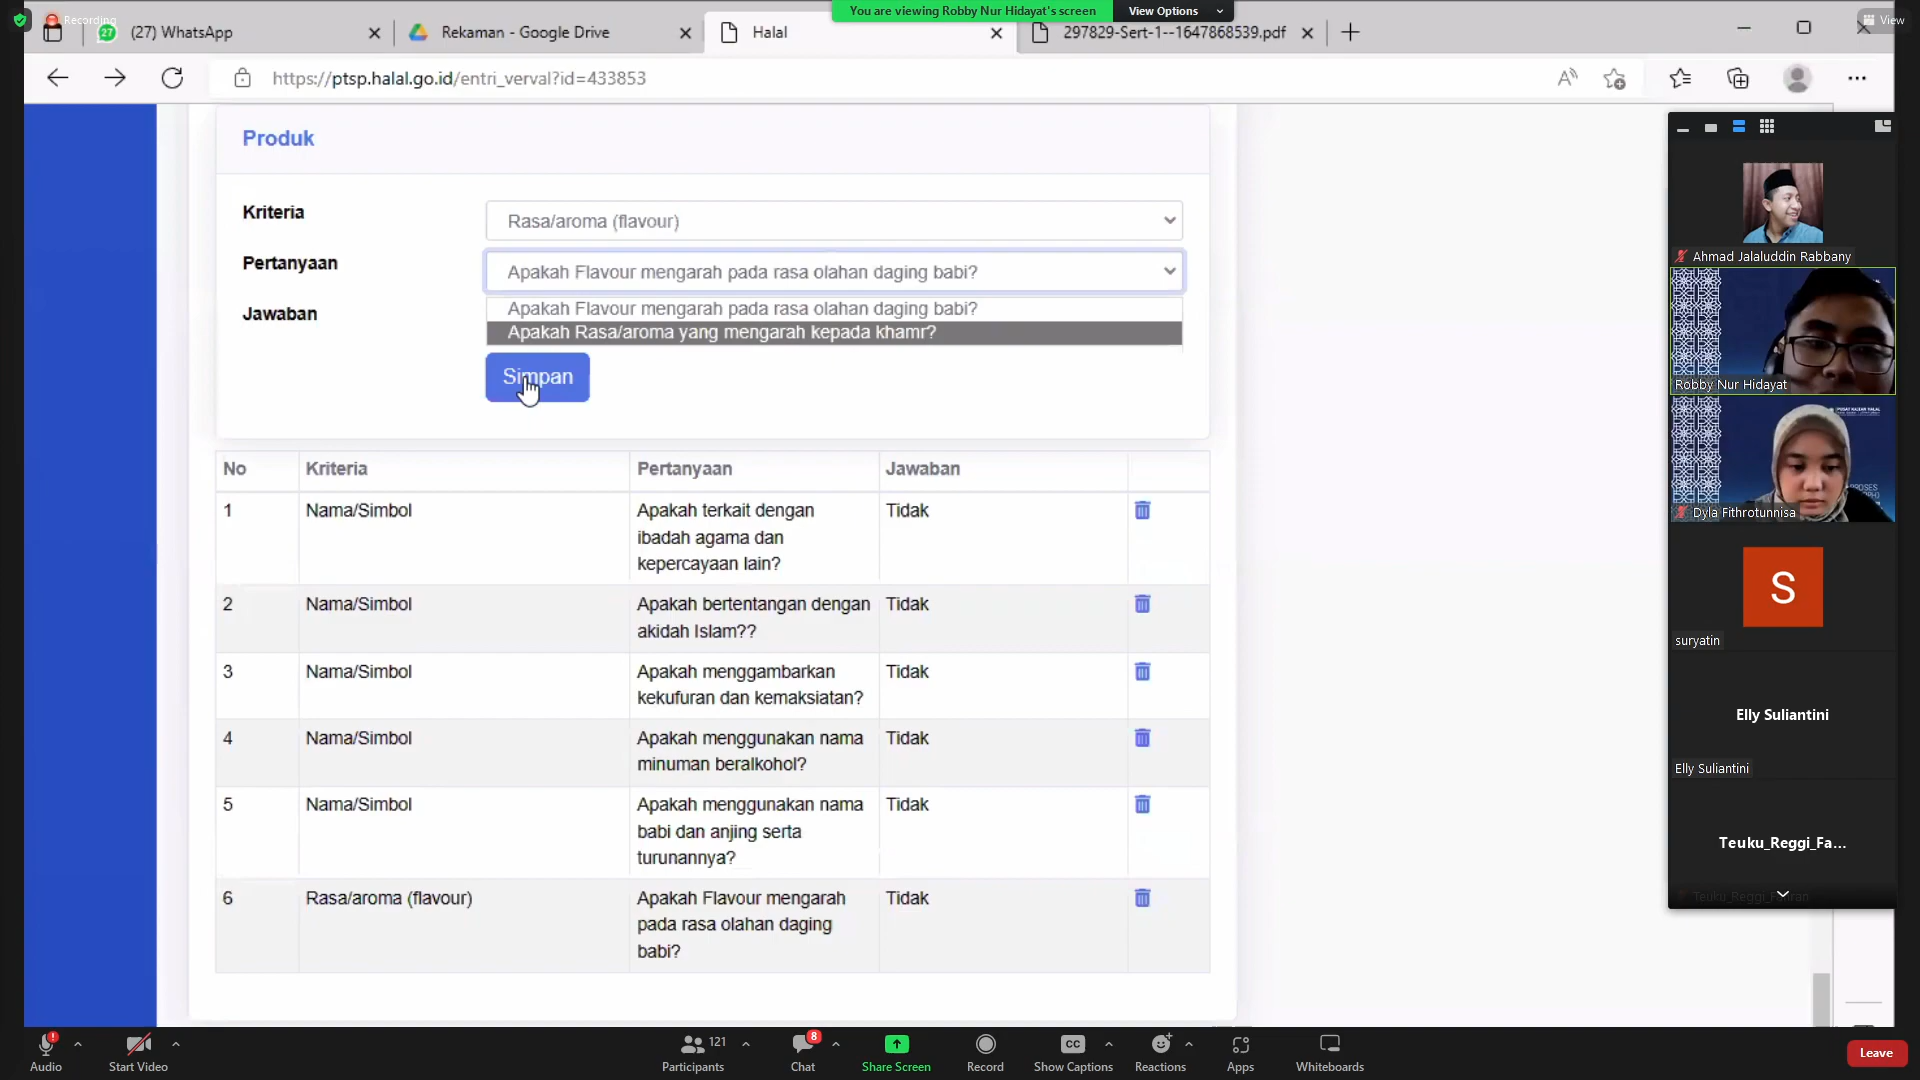 Recording
You are viewing Robby Nur Hidayat's screen
View Options
View
27
(27) WhatsApp
Rekaman - Google Drive
Halal
297829-Sert-1--1647868539.pdf
https://ptsp.halal.go.id/entri_verval?id=433853
Produk
Kriteria
Rasa/aroma (flavour)
Pertanyaan
Apakah Flavour mengarah pada rasa olahan daging babi?
Jawaban
Apakah Flavour mengarah pada rasa olahan daging babi?
Apakah Rasa/aroma yang mengarah kepada khamr?
Simpan
No Kriteria Pertanyaan Jawaban
1 Nama/Simbol Apakah terkait dengan Tidak
ibadah agama dan
kepercayaan lain?
2 Nama/Simbol Apakah bertentangan dengan Tidak
akidah Islam??
3 Nama/Simbol Apakah menggambarkan Tidak
kekufuran dan kemaksiatan?
4 Nama/Simbol Apakah menggunakan nama Tidak
minuman beralkohol?
5 Nama/Simbol Apakah menggunakan nama Tidak
babi dan anjing serta
turunannya?
6 Rasa/aroma (flavour) Apakah Flavour mengarah Tidak
pada rasa olahan daging
babi?
Ahmad Jalaluddin Rabbany
Robby Nur Hidayat
PUSAT KAJIAN HALAL
Dyla Fithrotunnisa
S
suryatin
Elly Suliantini
Elly Suliantini
Teuku_Reggi_Fa...
Audio
Start Video
Participants
121
Chat
8
Share Screen
Record
CC
Show Captions
Reactions
Apps
Whiteboards
Leave